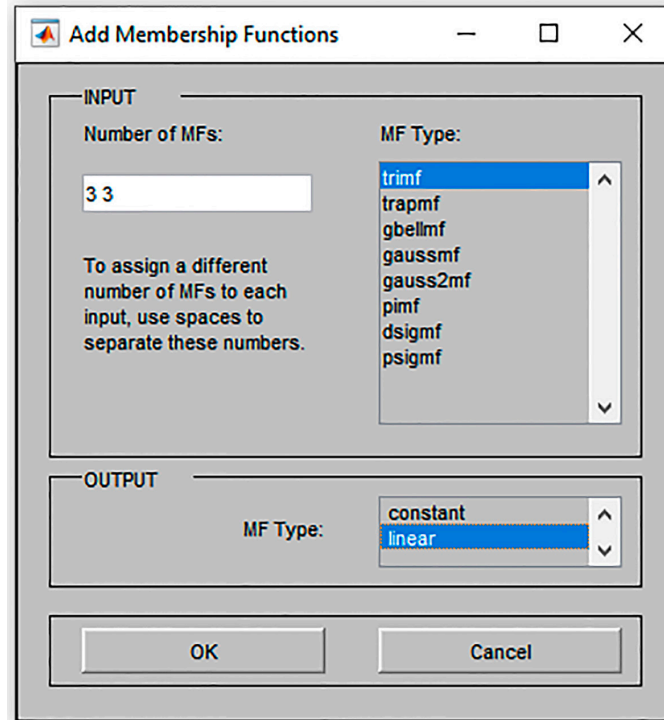 Add Membership Functions
INPUT
Number of MFs:
3 3
To assign a different
number of MFs to each
input, use spaces to
separate these numbers.
MF Type:
trimf
trapmf
gbellmf
gaussmf
gauss2mf
pimf
dsigmf
psigmf
OUTPUT
MF Type:
constant
linear
OK
Cancel